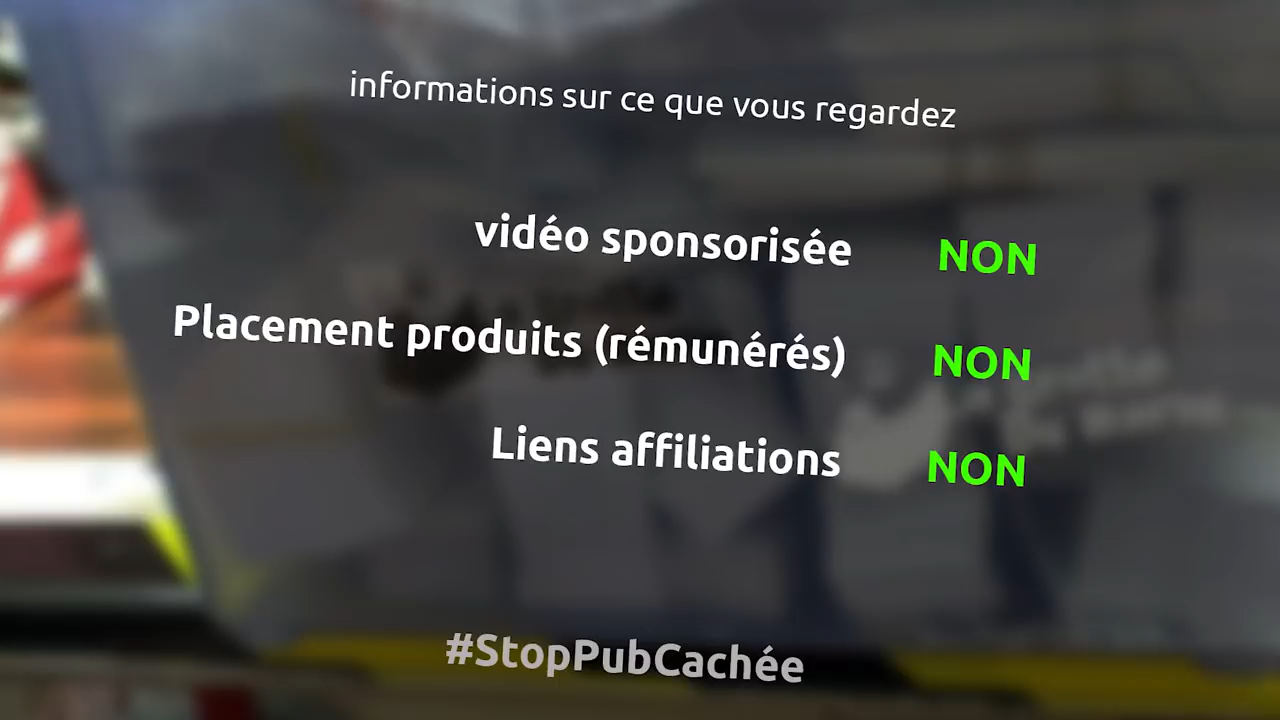 informations sur ce que vous regardez
vidéo sponsorisée NON
Placement produits (rémunérés) NON
Liens affiliations NON
#StopPubCachée